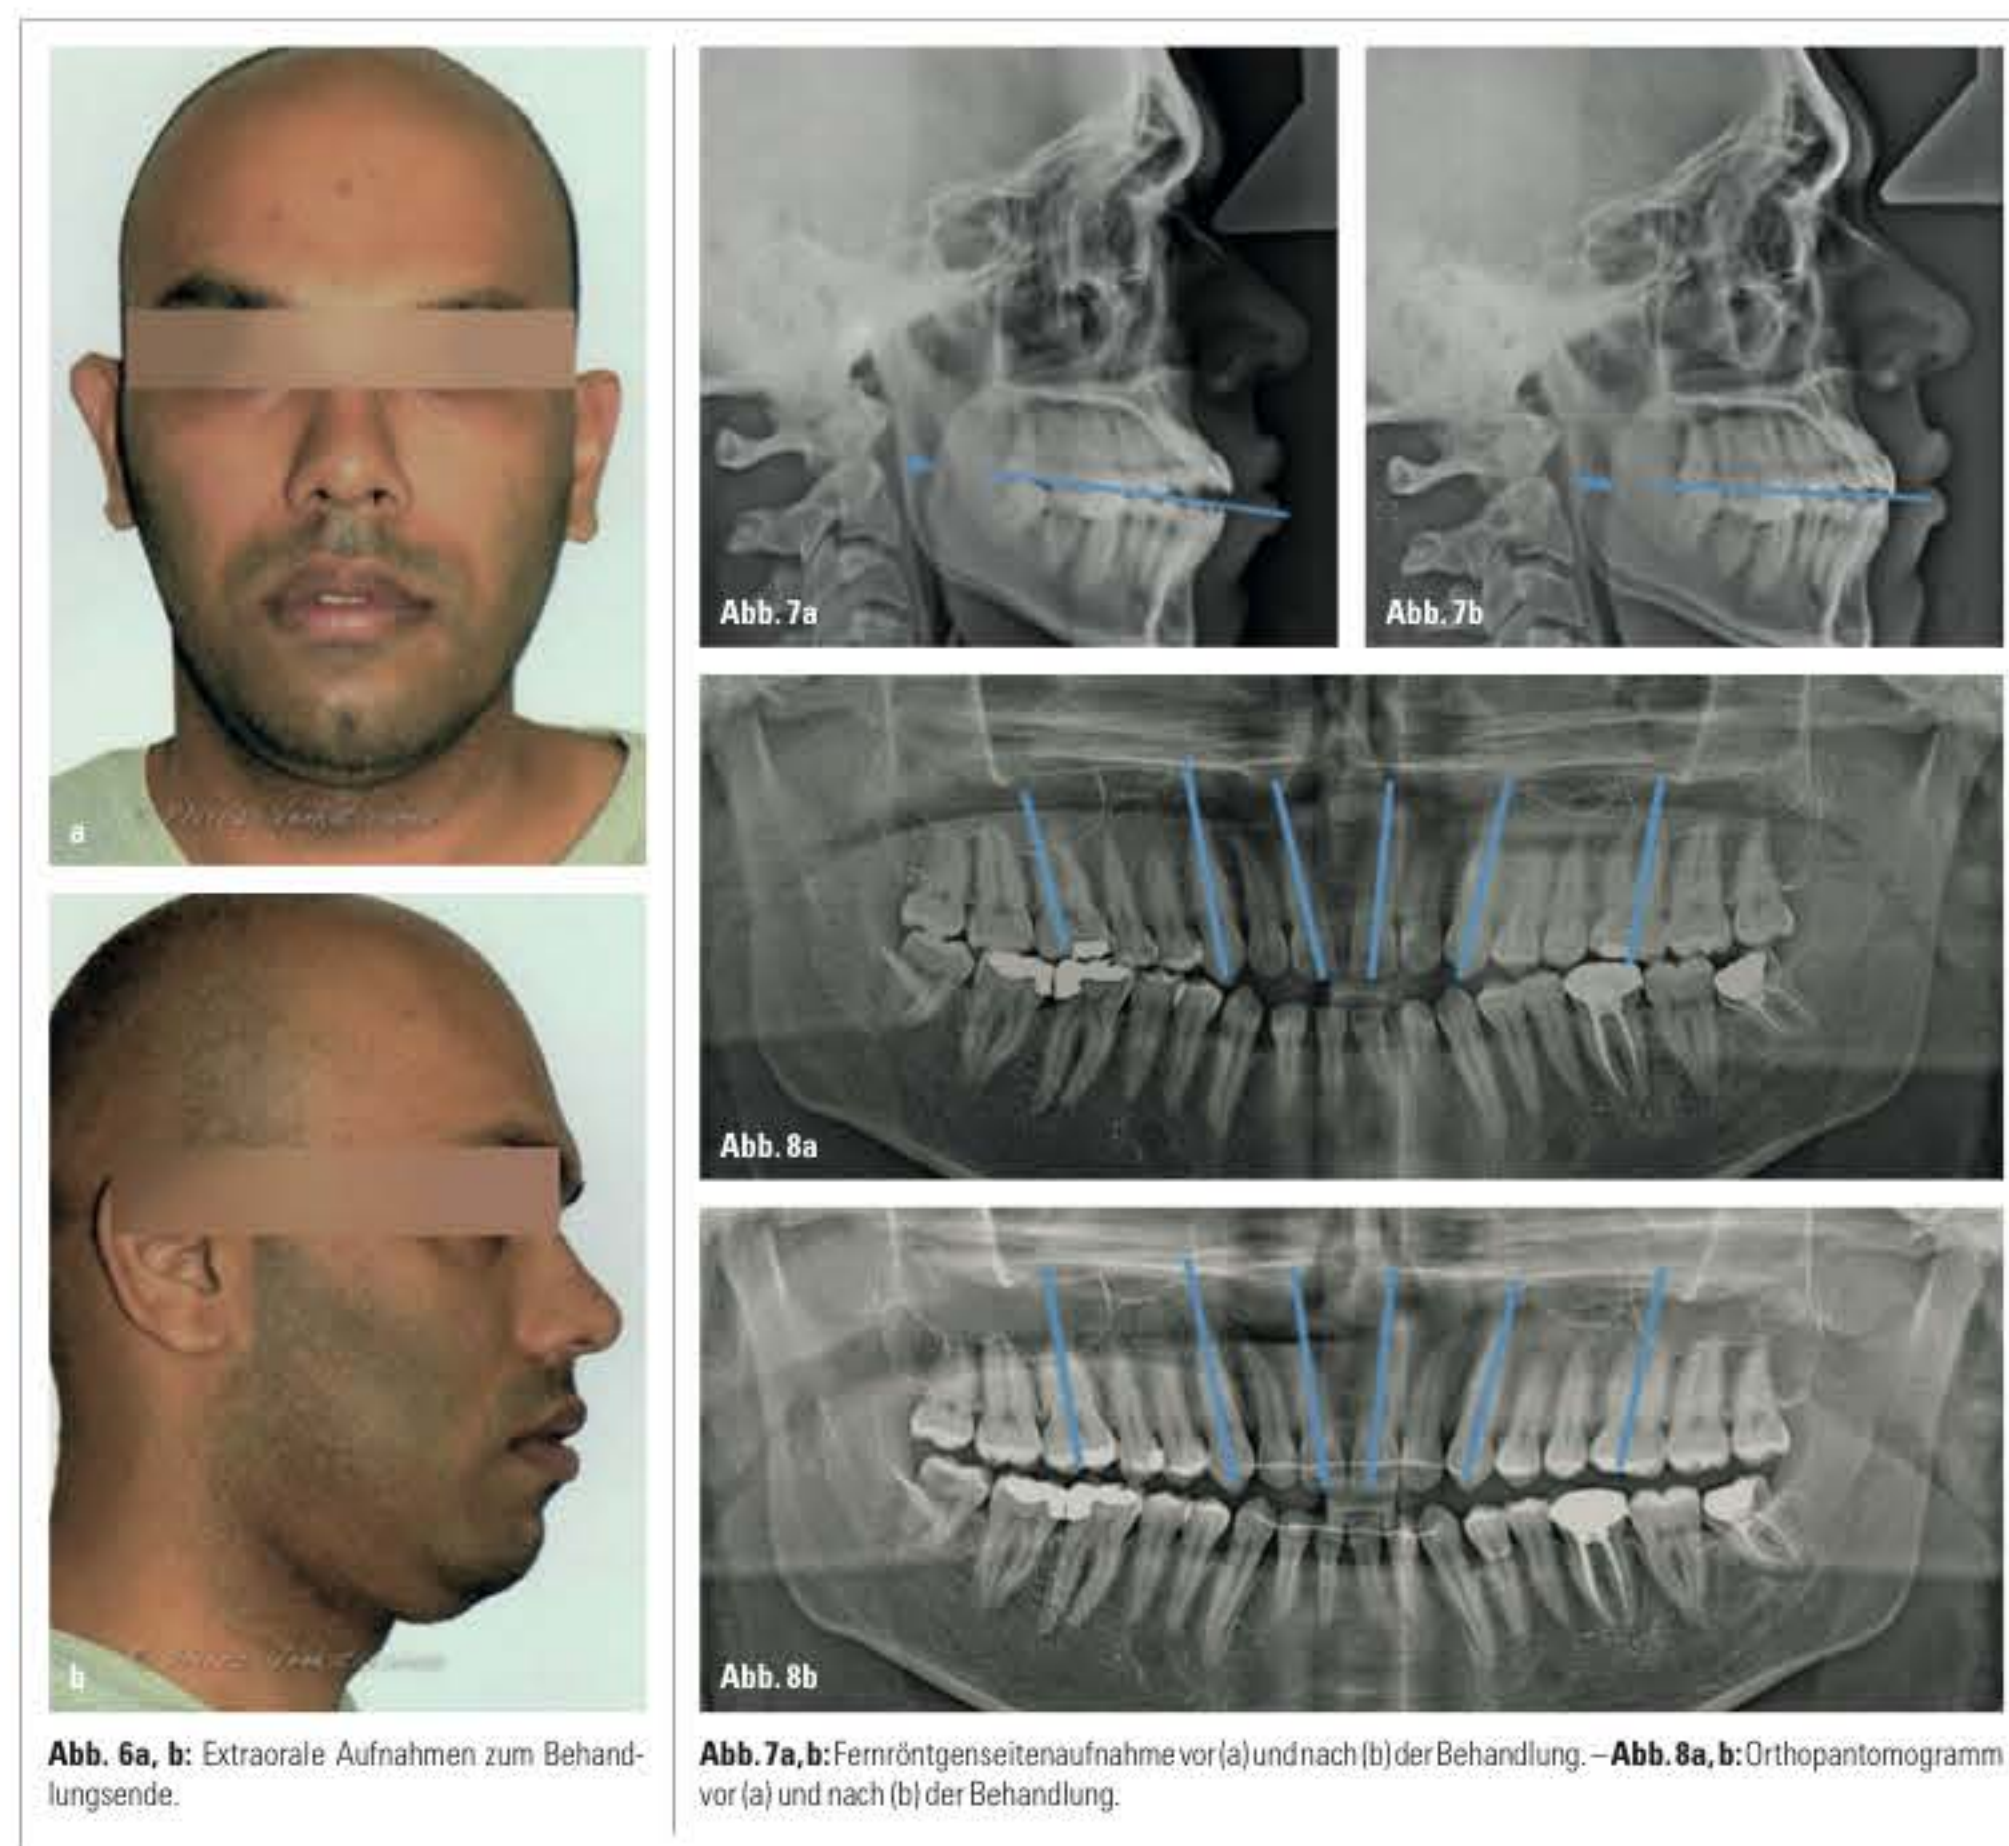 a
b
Abb. 6a, b: Extraorale Aufnahmen zum Behand-
lungsende.
Abb. 7a
Abb. 7b
Abb. 8a
Abb. 8b
Abb. 7a, b: Fernröntgenseitenaufnahme vor (a) und nach (b) der Behandlung. – Abb. 8a, b: Orthopantomogramm
vor (a) und nach (b) der Behandlung.